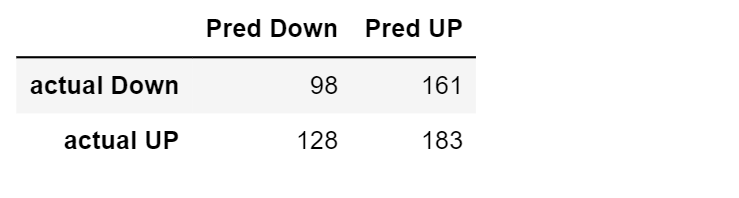 Pred Down Pred UP
actual Down 98 161
actual UP 128 183